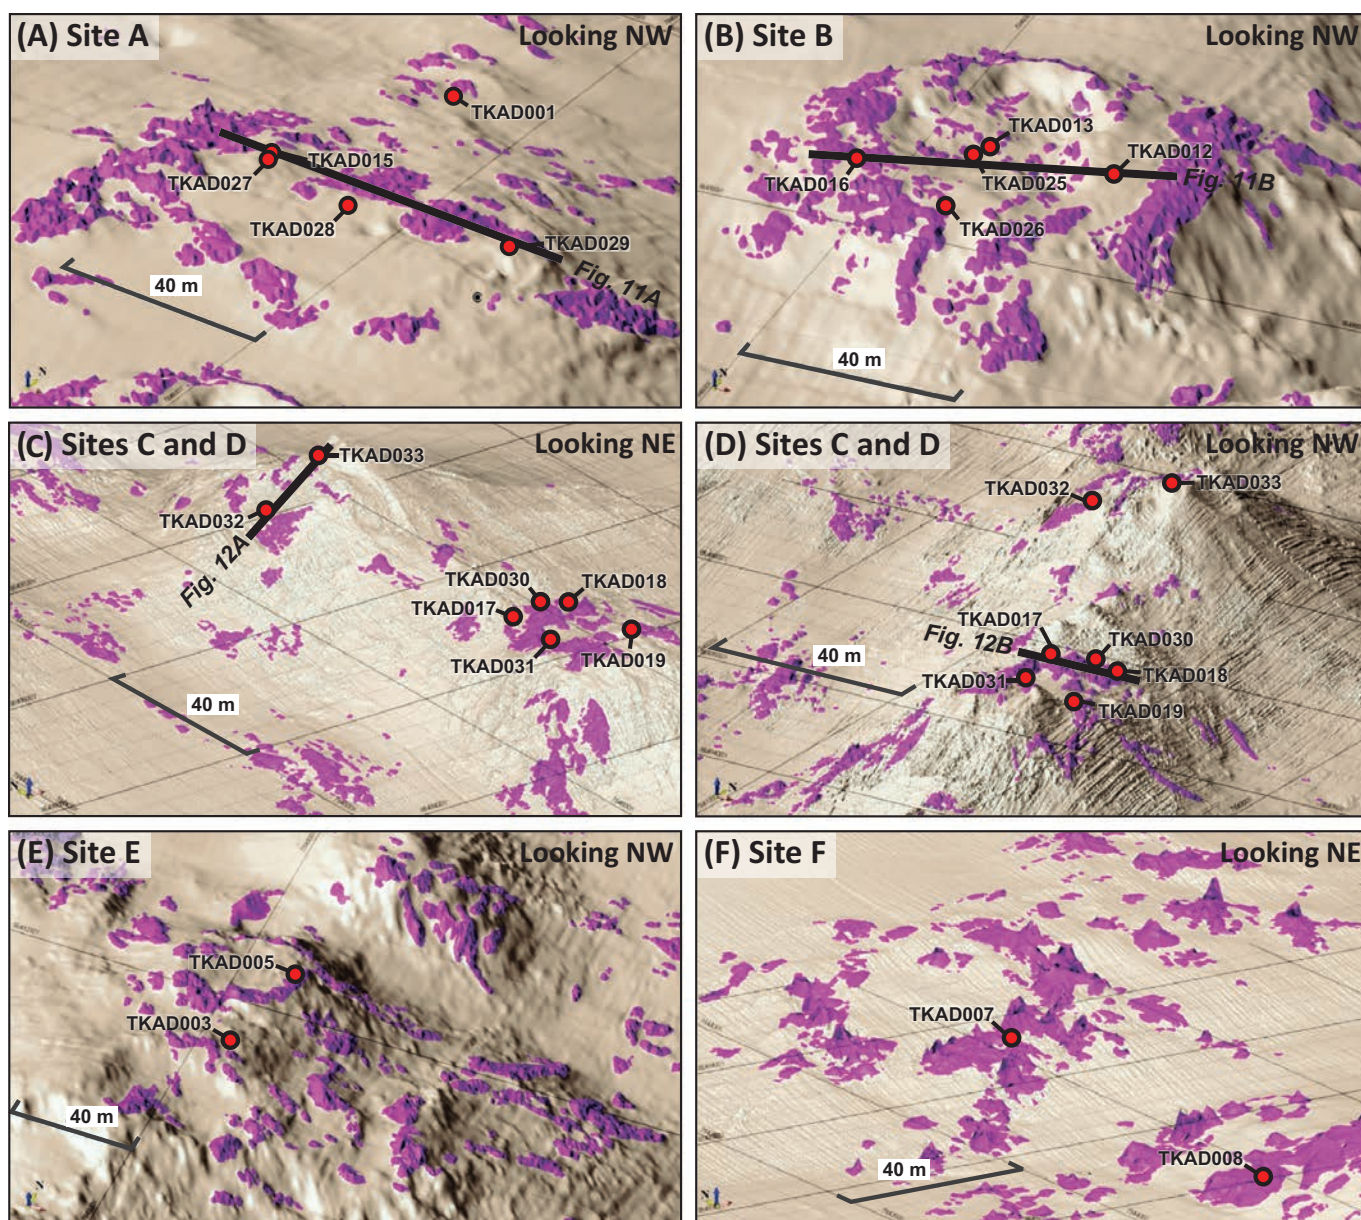 (A) Site A
Looking NW
TKAD001
TKAD015
TKAD027
TKAD028
TKAD029
Fig. 11A
40 m
N
(B) Site B
Looking NW
TKAD013
TKAD012
TKAD016
TKAD025
Fig. 11B
TKAD026
40 m
N
(C) Sites C and D
Looking NE
TKAD033
TKAD032
Fig. 12A
TKAD030
TKAD018
TKAD017
TKAD031
TKAD019
40 m
N
(D) Sites C and D
Looking NW
TKAD032
TKAD033
TKAD017
Fig. 12B
TKAD030
40 m
TKAD031
TKAD018
TKAD019
N
(E) Site E
Looking NW
TKAD005
TKAD003
40 m
N
(F) Site F
Looking NE
TKAD007
TKAD008
40 m
N